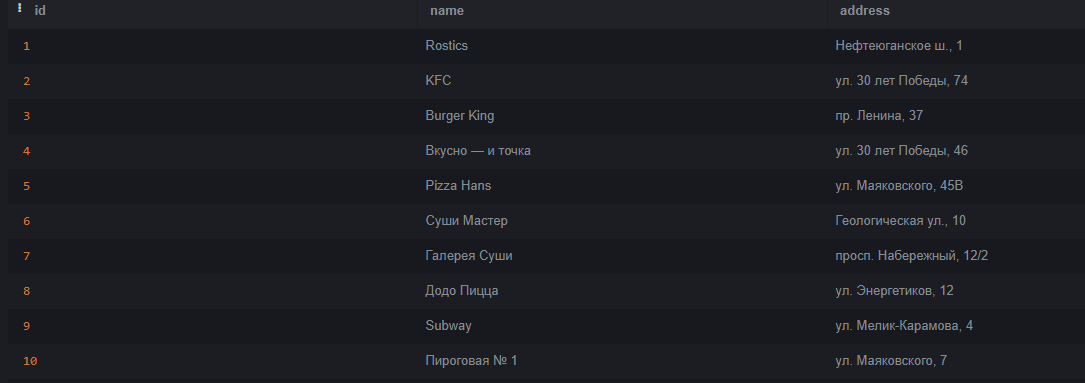 id name address
1 Rostics Нефтеюганское ш., 1
2 KFC ул. 30 лет Победы, 74
3 Burger King пр. Ленина, 37
4 Вкусно — и точка ул. 30 лет Победы, 46
5 Pizza Hans ул. Маяковского, 45В
6 Суши Мастер Геологическая ул., 10
7 Галерея Суши просп. Набережный, 12/2
8 Додо Пицца ул. Энергетиков, 12
9 Subway ул. Мелик-Карамова, 4
10 Пироговая № 1 ул. Маяковского, 7